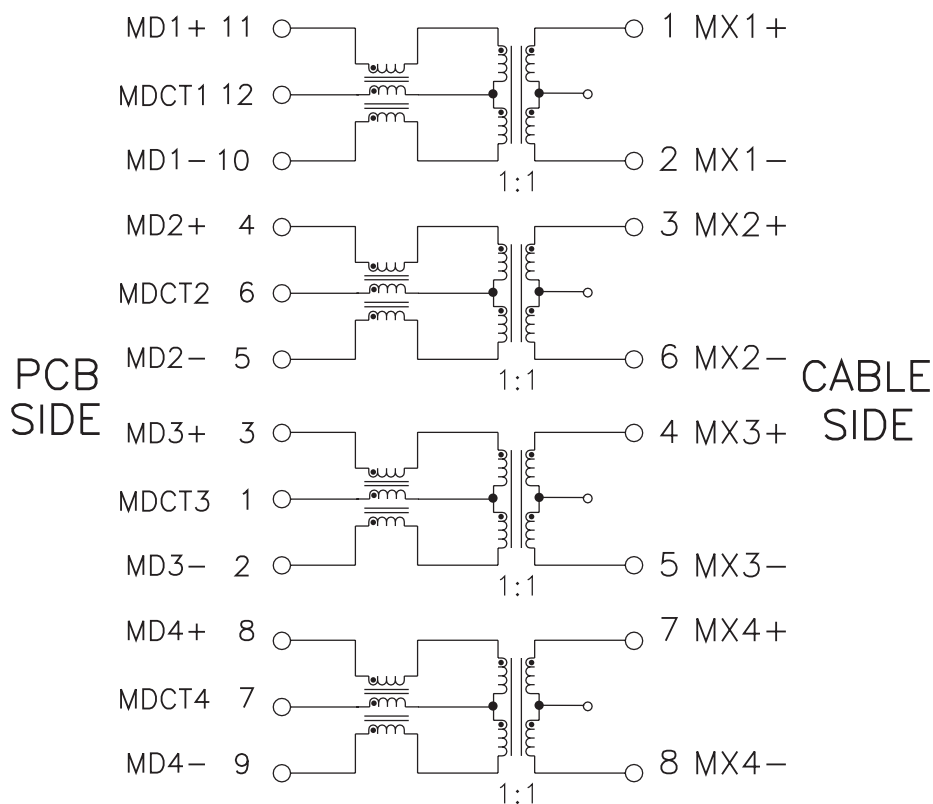 MD1+ 11
1 MX1+
MDCT1 12
MD1- 10
2 MX1-
1:1
MD2+ 4
3 MX2+
MDCT2 6
MD2- 5
6 MX2-
1:1
PCB
SIDE
CABLE
SIDE
MD3+ 3
4 MX3+
MDCT3 1
MD3- 2
5 MX3-
1:1
MD4+ 8
7 MX4+
MDCT4 7
MD4- 9
8 MX4-
1:1